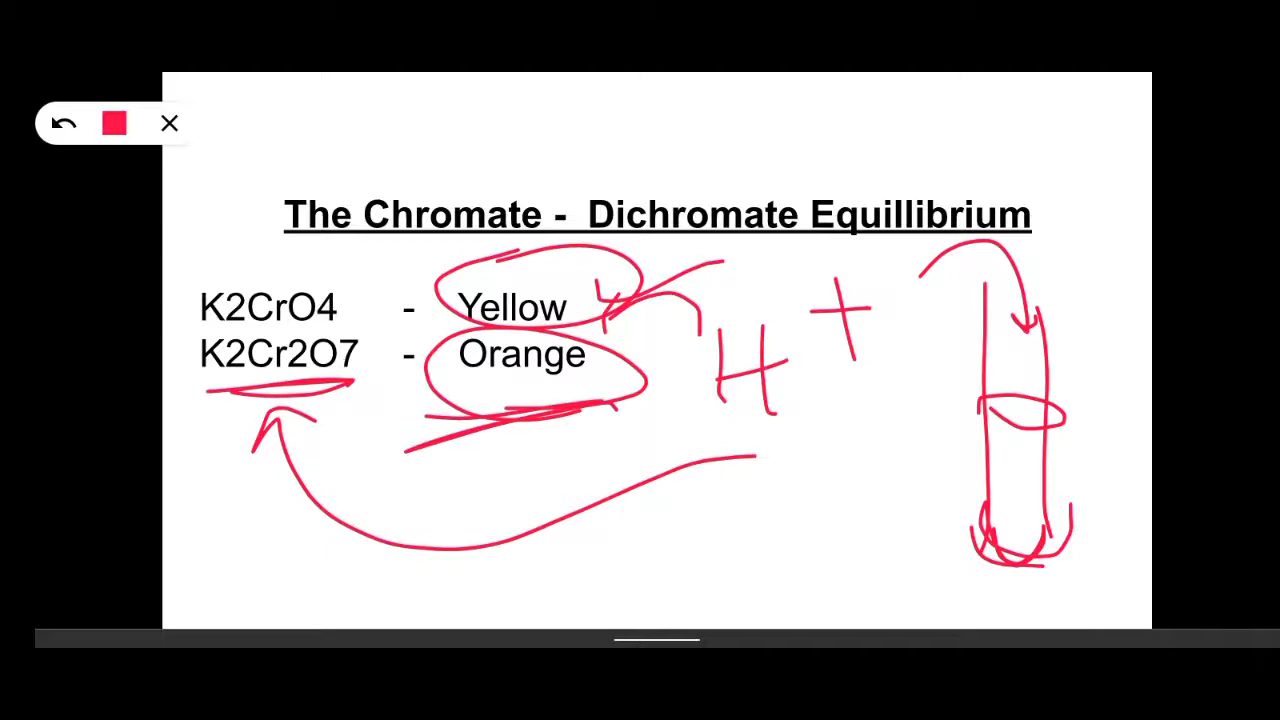 The Chromate - Dichromate Equillibrium
K2CrO4 - Yellow
K2Cr2O7 - Orange
H +